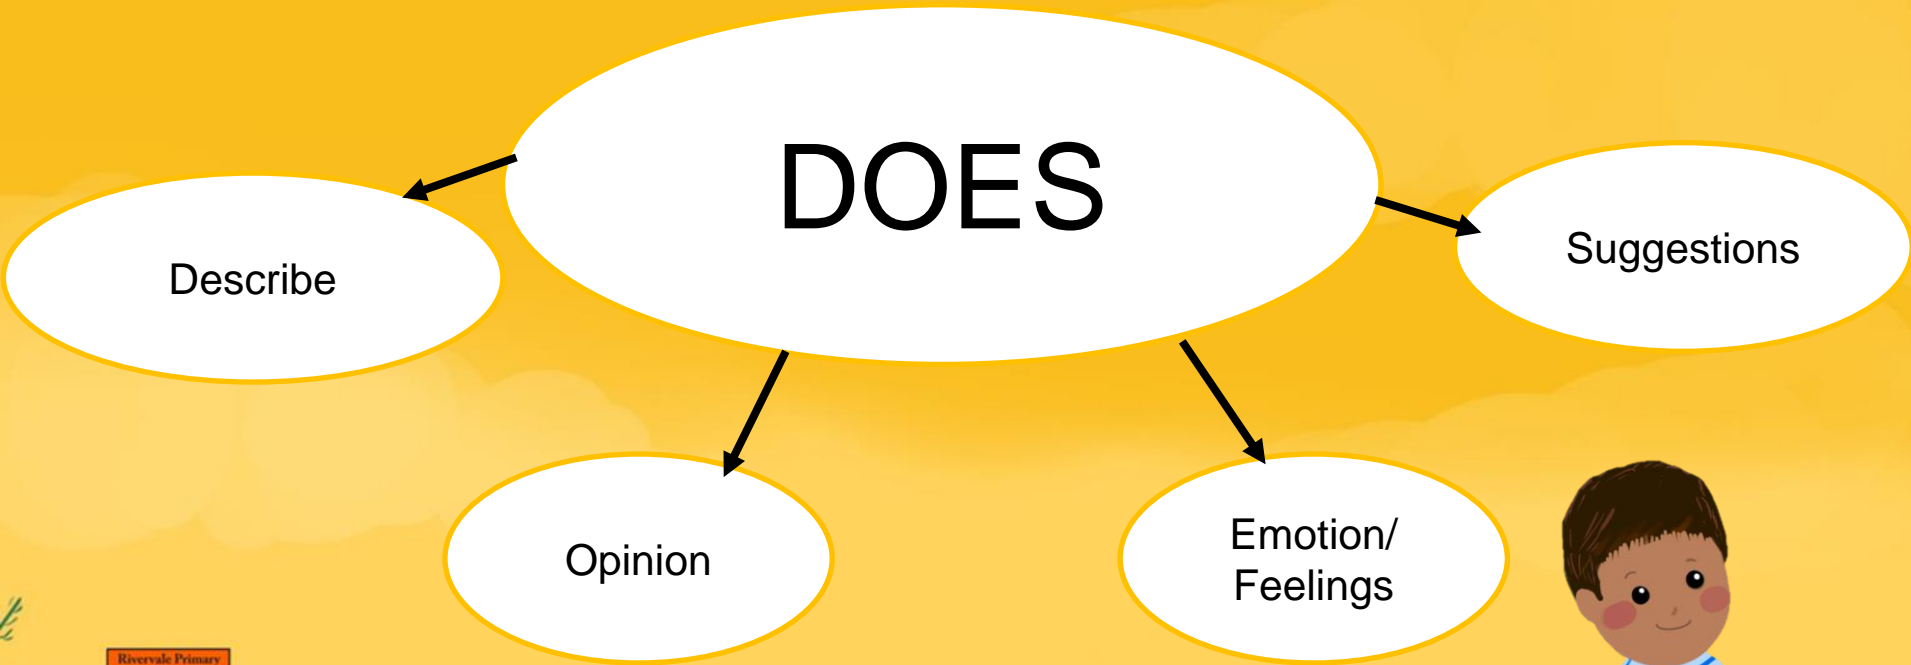 DOES
Describe
Suggestions
Opinion
Emotion/
Feelings
Rivervale Primary